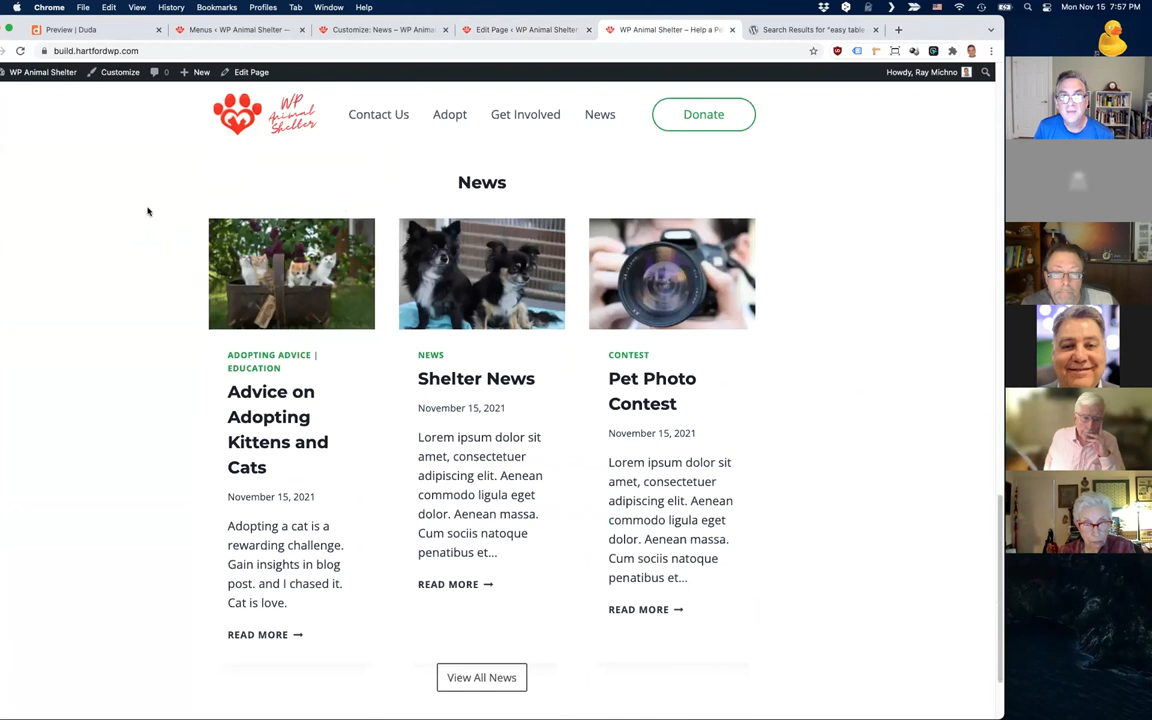 Chrome File Edit View History Bookmarks Profiles Tab Window Help Mon Nov 15 7:57 PM
Preview | Duda × Menus ‹ WP Animal Shelter — × Customize: News – WP Anima × Edit Page ‹ WP Animal Shelter × WP Animal Shelter – Help a Pe × Search Results for "easy table ×
build.hartfordwp.com
WP Animal Shelter Customize 0 New Edit Page Howdy, Ray Michno
WP
Animal
Shelter
Contact Us Adopt Get Involved News Donate
News
ADOPTING ADVICE |
EDUCATION
Advice on
Adopting
Kittens and
Cats
November 15, 2021
Adopting a cat is a
rewarding challenge.
Gain insights in blog
post. and I chased it.
Cat is love.
READ MORE
NEWS
Shelter News
November 15, 2021
Lorem ipsum dolor sit
amet, consectetuer
adipiscing elit. Aenean
commodo ligula eget
dolor. Aenean massa.
Cum sociis natoque
penatibus et...
READ MORE
CONTEST
Pet Photo
Contest
November 15, 2021
Lorem ipsum dolor sit
amet, consectetuer
adipiscing elit. Aenean
commodo ligula eget
dolor. Aenean massa.
Cum sociis natoque
penatibus et...
READ MORE
View All News